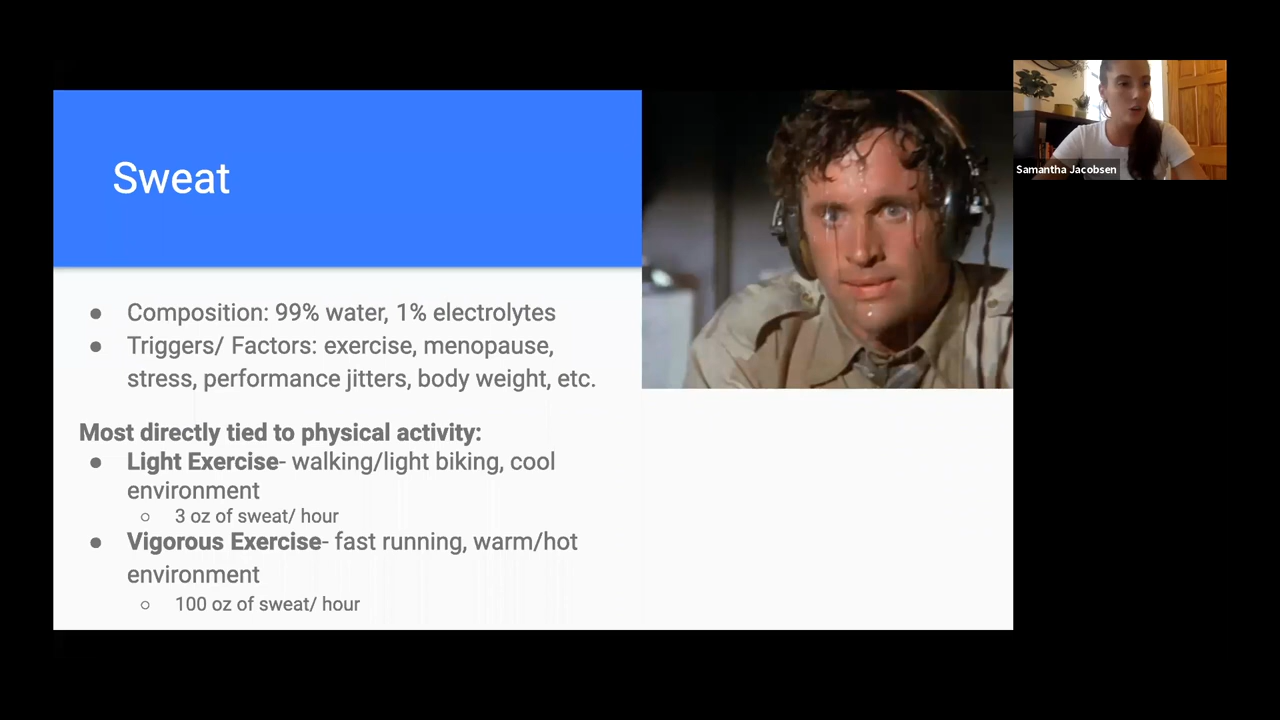 Sweat
● Composition: 99% water, 1% electrolytes
● Triggers/ Factors: exercise, menopause,
stress, performance jitters, body weight, etc.
Most directly tied to physical activity:
● Light Exercise- walking/light biking, cool
environment
○ 3 oz of sweat/ hour
● Vigorous Exercise- fast running, warm/hot
environment
○ 100 oz of sweat/ hour
Samantha Jacobsen